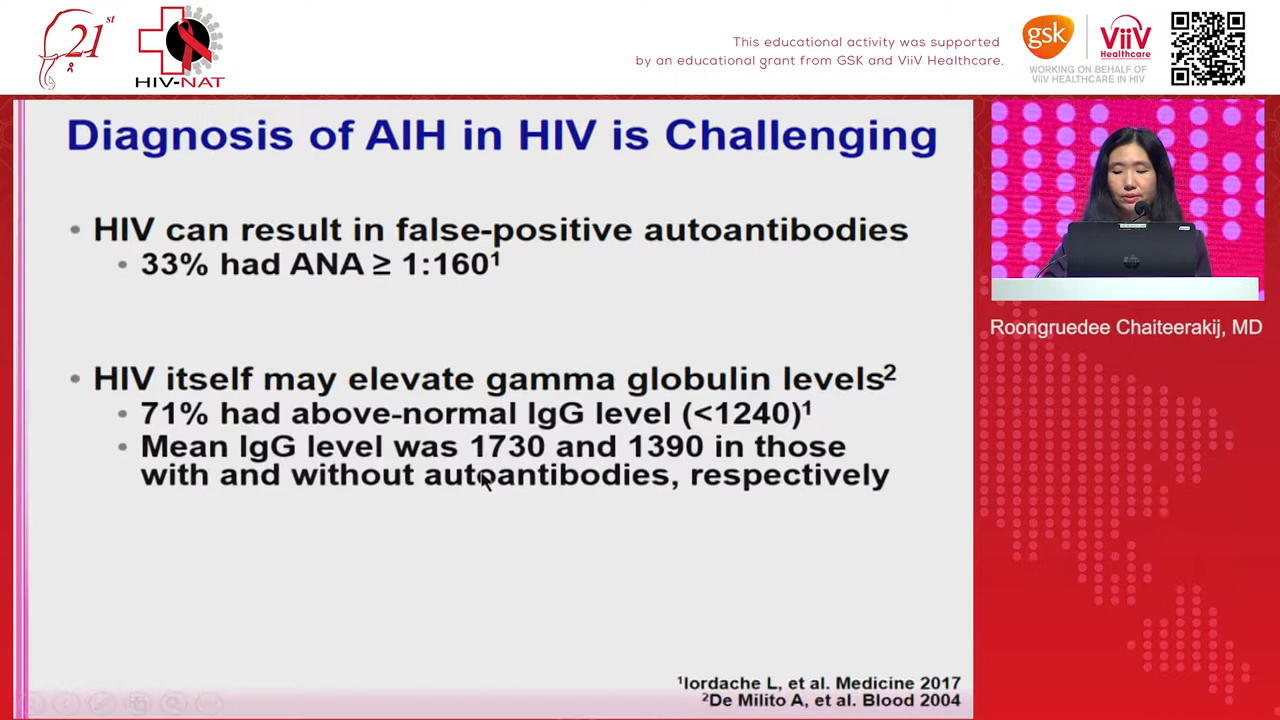 21st
HIV-NAT
This educational activity was supported
by an educational grant from GSK and ViiV Healthcare.
gsk
ViiV
Healthcare
WORKING ON BEHALF OF
ViiV HEALTHCARE IN HIV
Diagnosis of AIH in HIV is Challenging
• HIV can result in false-positive autoantibodies
• 33% had ANA ≥ 1:160¹
• HIV itself may elevate gamma globulin levels²
• 71% had above-normal IgG level (<1240)¹
• Mean IgG level was 1730 and 1390 in those
with and without autoantibodies, respectively
¹Iordache L, et al. Medicine 2017
²De Milito A, et al. Blood 2004
Roongruedee Chaiteerakij, MD